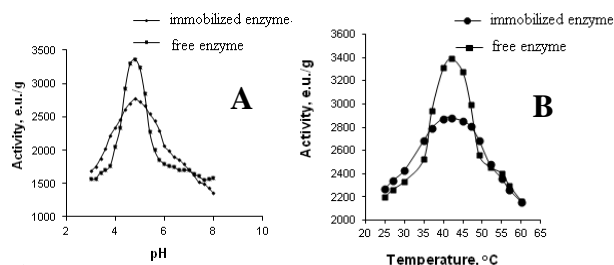 immobilized enzyme
free enzyme
A
Activity, e.u./g
3500
3000
2500
2000
1500
1000
2
4
6
8
10
pH
immobilized enzyme
free enzyme
B
Activity, e.u./g
3600
3400
3200
3000
2800
2600
2400
2200
2000
20 25 30 35 40 45 50 55 60 65
Temperature, °C